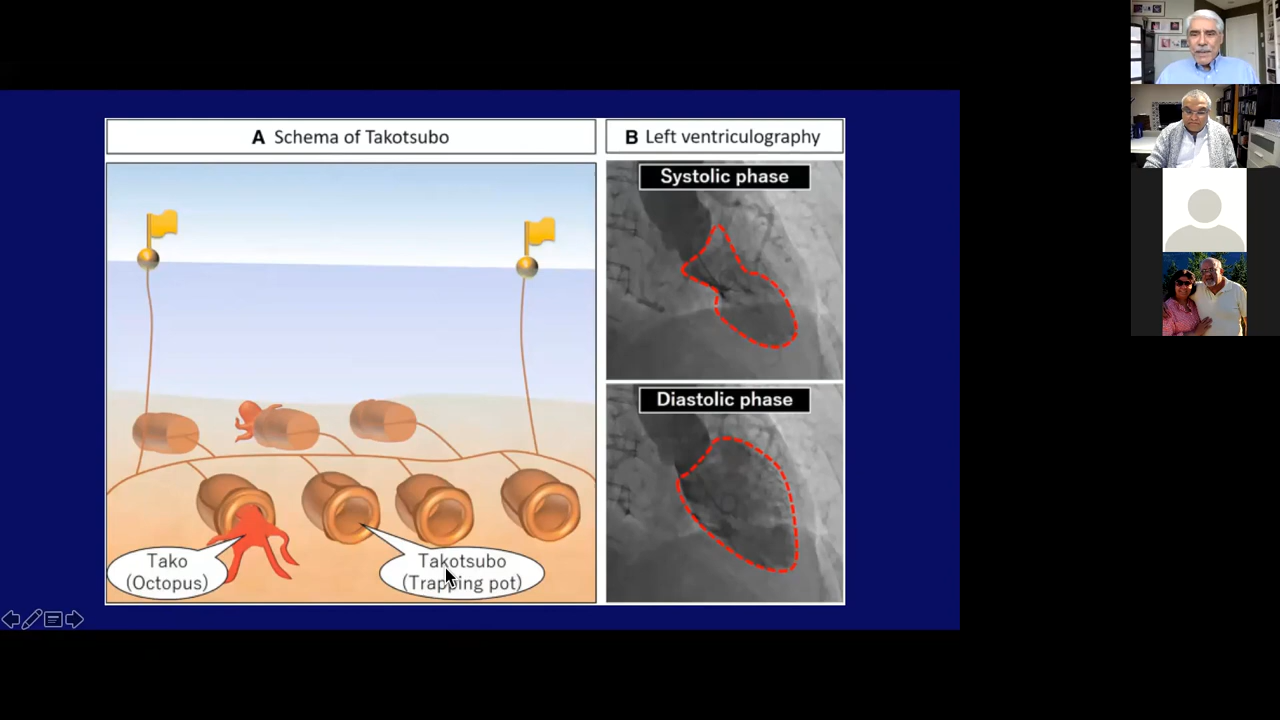 A Schema of Takotsubo
Tako
(Octopus)
Takotsubo
(Trapping pot)
B Left ventriculography
Systolic phase
Diastolic phase